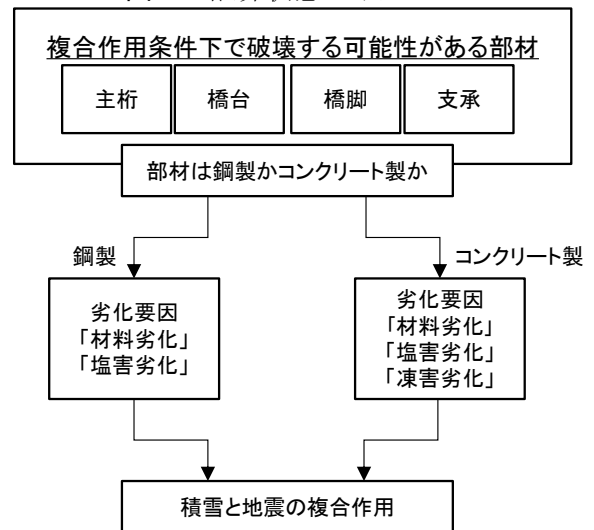 複合作用条件下で破壊する可能性がある部材
主桁
橋台
橋脚
支承
部材は鋼製かコンクリート製か
鋼製
コンクリート製
劣化要因
「材料劣化」
「塩害劣化」
劣化要因
「材料劣化」
「塩害劣化」
「凍害劣化」
積雪と地震の複合作用